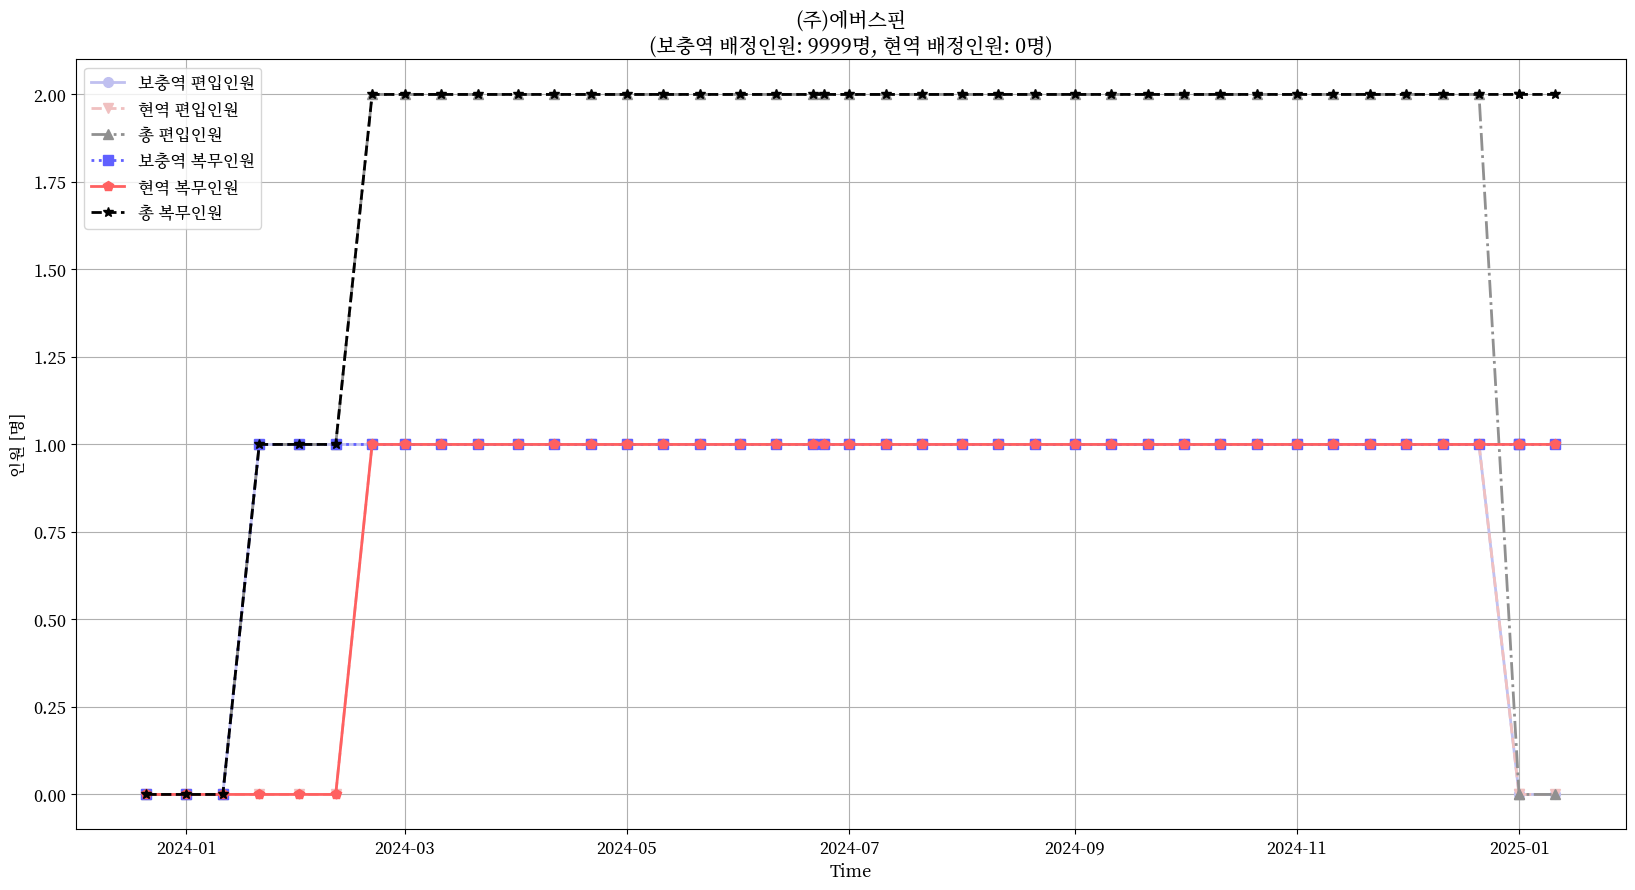 (주)에버스핀
(보충역 배정인원: 9999명, 현역 배정인원: 0명)
보충역 편입인원
현역 편입인원
총 편입인원
보충역 복무인원
현역 복무인원
총 복무인원
2.00
1.75
1.50
1.25
1.00
0.75
0.50
0.25
0.00
인원 [명]
2024-01
2024-03
2024-05
2024-07
2024-09
2024-11
2025-01
Time